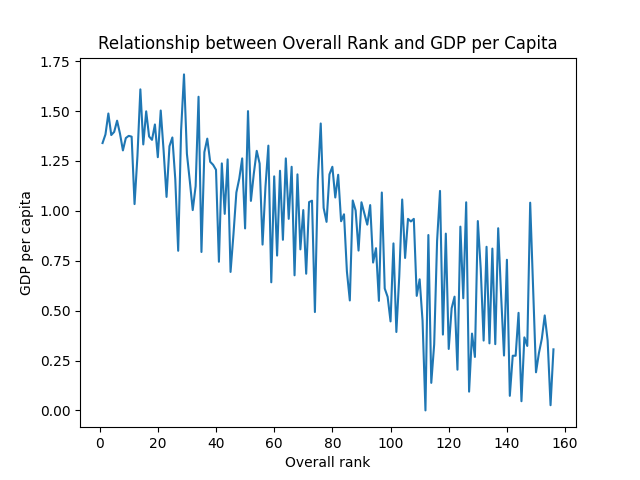 Relationship between Overall Rank and GDP per Capita
1.75
1.50
1.25
1.00
0.75
0.50
0.25
0.00
GDP per capita
0 20 40 60 80 100 120 140 160
Overall rank